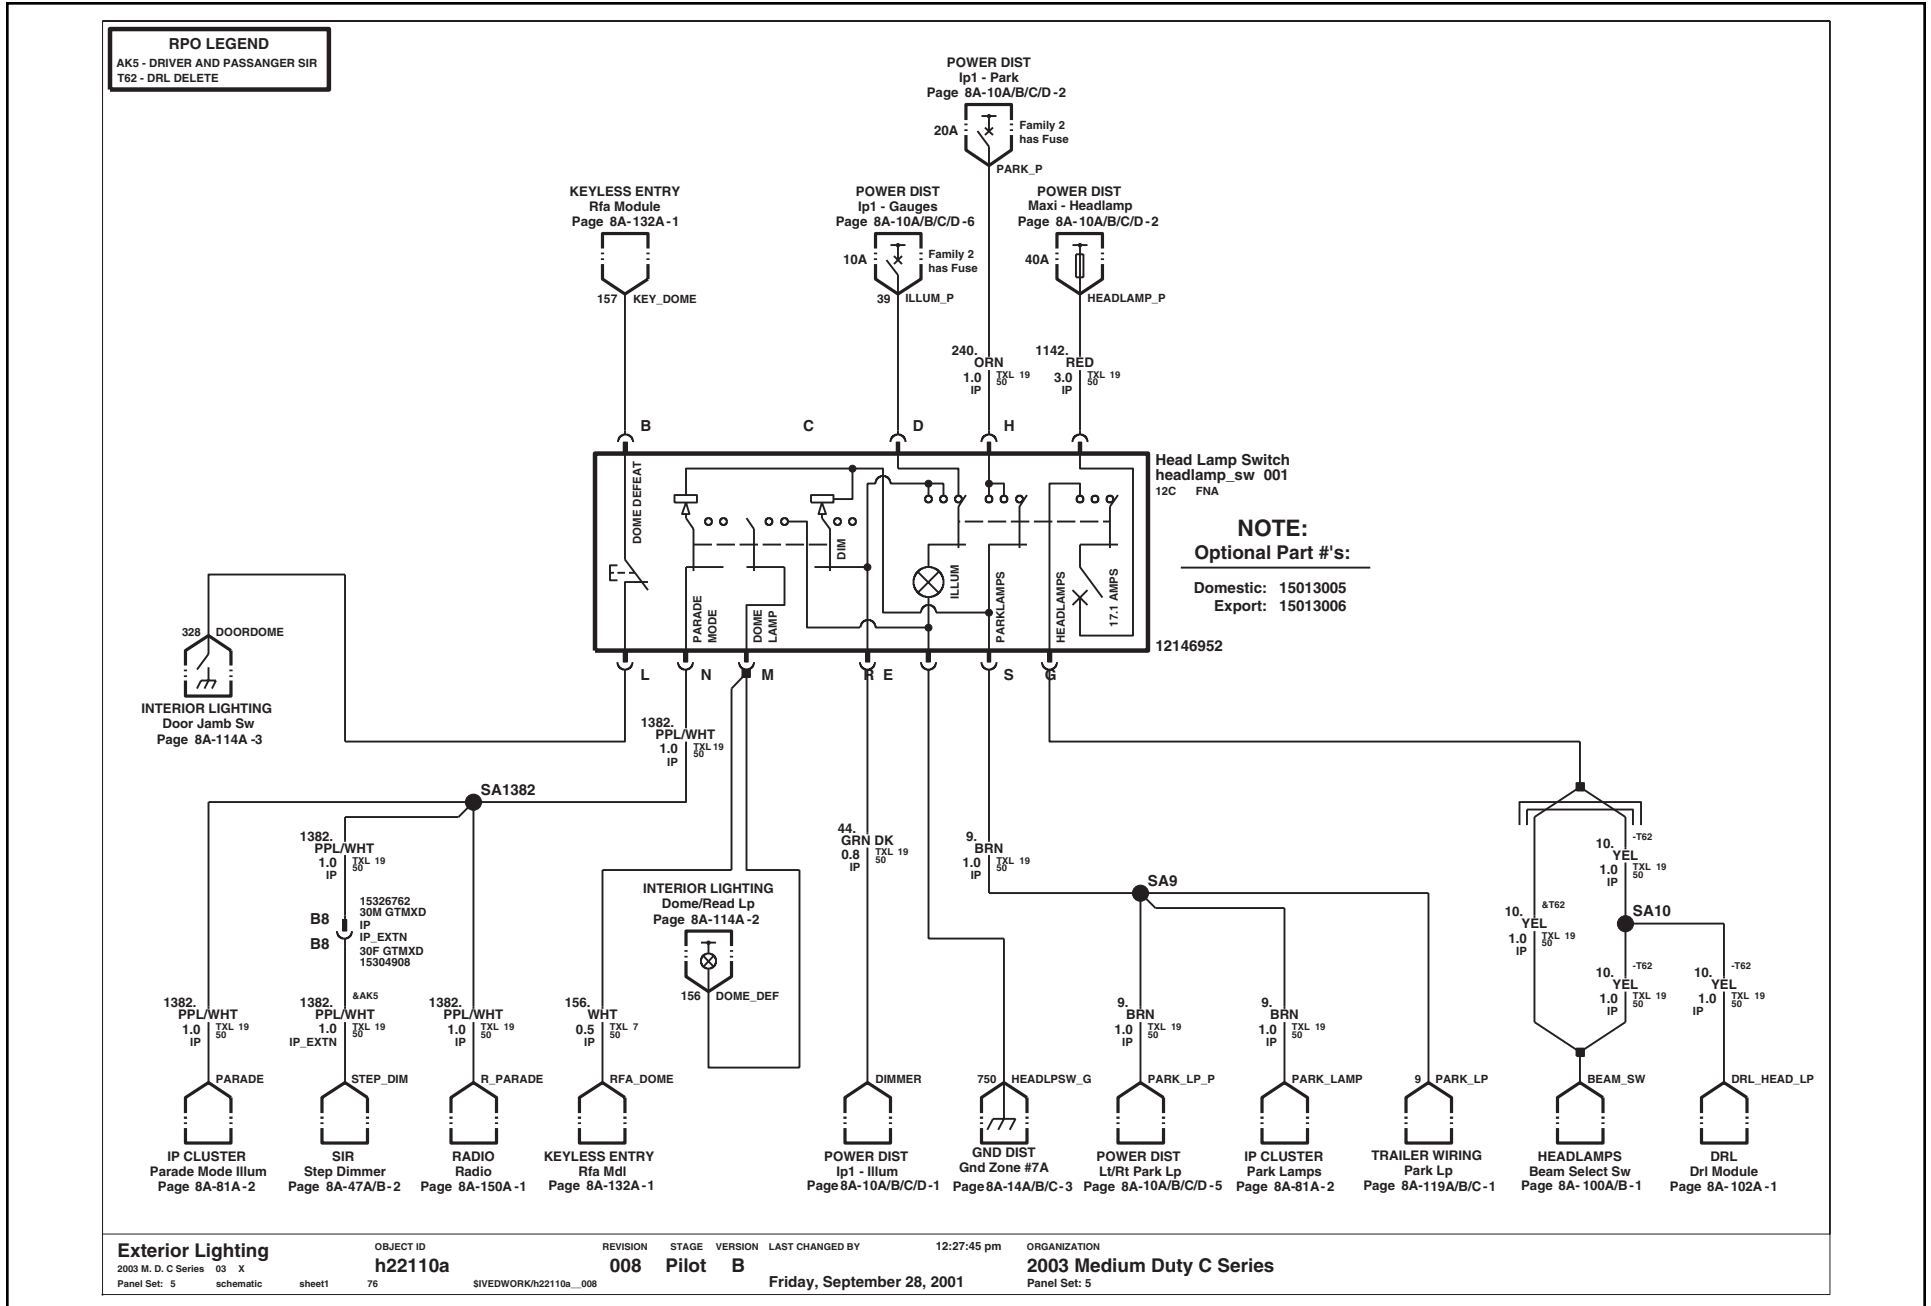 RPO LEGEND
AK5 - DRIVER AND PASSANGER SIR
T62 - DRL DELETE
POWER DIST
Ip1 - Park
Page 8A-10A/B/C/D-2
20A
Family 2
has Fuse
PARK_P
KEYLESS ENTRY
Rfa Module
Page 8A-132A-1
157 KEY_DOME
POWER DIST
Ip1 - Gauges
Page 8A-10A/B/C/D-6
10A
Family 2
has Fuse
39 ILLUM_P
POWER DIST
Maxi - Headlamp
Page 8A-10A/B/C/D-2
40A
HEADLAMP_P
240.
ORN
1.0 TXL 19
50
IP
1142.
RED
3.0 TXL 19
50
IP
B C D H
DOME DEFEAT
DIM
ILLUM
PARADE
MODE
DOME
LAMP
PARKLAMPS
HEADLAMPS
17.1 AMPS
Head Lamp Switch
headlamp_sw 001
12C FNA
NOTE:
Optional Part #'s:
Domestic: 15013005
Export: 15013006
12146952
L N M R E S G
328 DOORDOME
INTERIOR LIGHTING
Door Jamb Sw
Page 8A-114A-3
1382.
PPL/WHT
1.0 TXL 19
50
IP
SA1382
1382.
PPL/WHT
1.0 TXL 19
50
IP
B8
B8
15326762
30M GTMXD
IP
IP_EXTN
30F GTMXD
15304908
44.
GRN DK
0.8 TXL 19
50
IP
9.
BRN
1.0 TXL 19
50
IP
SA9
INTERIOR LIGHTING
Dome/Read Lp
Page 8A-114A-2
156 DOME_DEF
-T62
10.
YEL
1.0 TXL 19
50
IP
&T62
10.
YEL
1.0 TXL 19
50
IP
SA10
-T62
10.
YEL
1.0 TXL 19
50
IP
-T62
10.
YEL
1.0 TXL 19
50
IP
1382.
PPL/WHT
1.0 TXL 19
50
IP
&AK5
1382.
PPL/WHT
1.0 TXL 19
50
IP_EXTN
1382.
PPL/WHT
1.0 TXL 19
50
IP
156.
WHT
0.5 TXL 7
50
IP
9.
BRN
1.0 TXL 19
50
IP
9.
BRN
1.0 TXL 19
50
IP
PARADE
STEP_DIM
R_PARADE
RFA_DOME
DIMMER
750 HEADLPSW_G
PARK_LP_P
PARK_LAMP
9 PARK_LP
BEAM_SW
DRL_HEAD_LP
IP CLUSTER
Parade Mode Illum
Page 8A-81A-2
SIR
Step Dimmer
Page 8A-47A/B-2
RADIO
Radio
Page 8A-150A-1
KEYLESS ENTRY
Rfa Mdl
Page 8A-132A-1
POWER DIST
Ip1 - Illum
Page8A-10A/B/C/D-1
GND DIST
Gnd Zone #7A
Page8A-14A/B/C-3
POWER DIST
Lt/Rt Park Lp
Page 8A-10A/B/C/D-5
IP CLUSTER
Park Lamps
Page 8A-81A-2
TRAILER WIRING
Park Lp
Page 8A-119A/B/C-1
HEADLAMPS
Beam Select Sw
Page 8A-100A/B-1
DRL
Drl Module
Page 8A-102A-1
Exterior Lighting
2003 M. D. C Series 03 X
Panel Set: 5 schematic sheet1 76 $IVEDWORK/h22110a__008
OBJECT ID
h22110a
REVISION STAGE VERSION LAST CHANGED BY 12:27:45 pm
008 Pilot B
Friday, September 28, 2001
ORGANIZATION
2003 Medium Duty C Series
Panel Set: 5